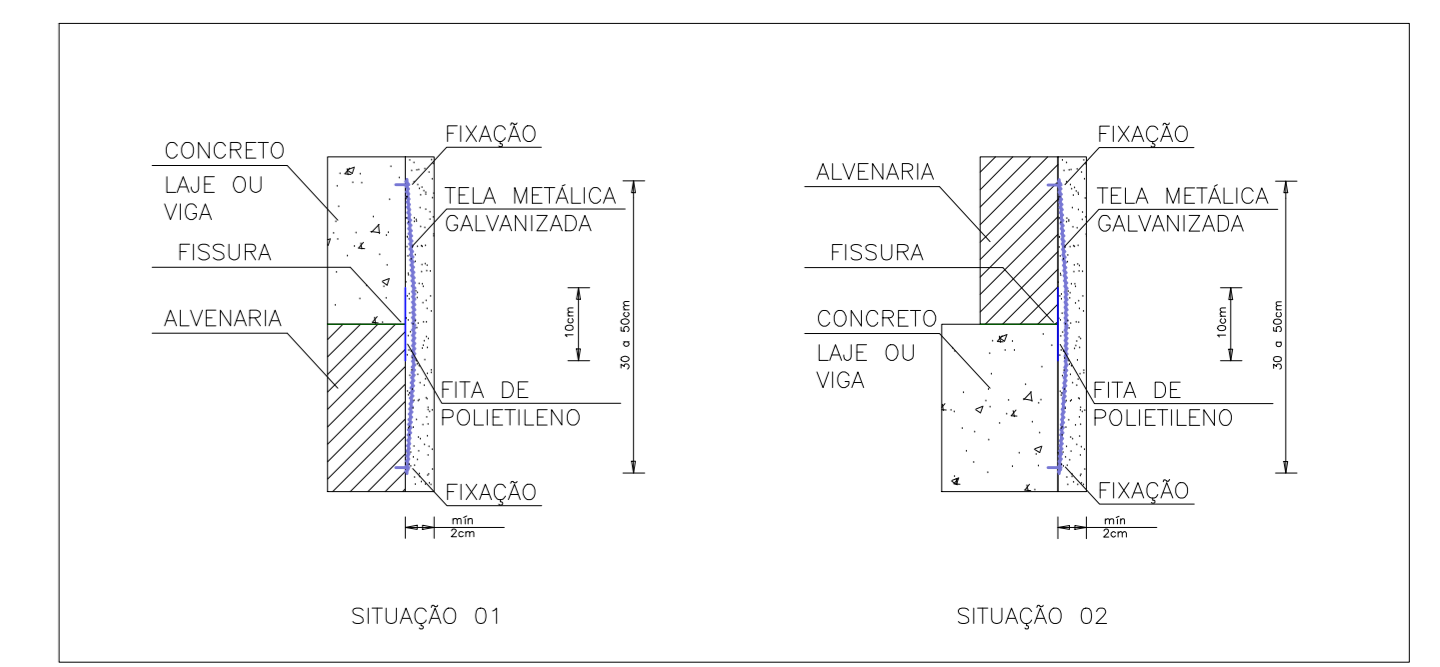 CONCRETO
LAJE OU
VIGA
FISSURA
ALVENARIA
FIXAÇÃO
TELA METÁLICA
GALVANIZADA
10cm
30 a 50cm
FITA DE
POLIETILENO
FIXAÇÃO
mín
2cm
SITUAÇÃO 01
ALVENARIA
FISSURA
CONCRETO
LAJE OU
VIGA
FIXAÇÃO
TELA METÁLICA
GALVANIZADA
10cm
30 a 50cm
FITA DE
POLIETILENO
FIXAÇÃO
mín
2cm
SITUAÇÃO 02